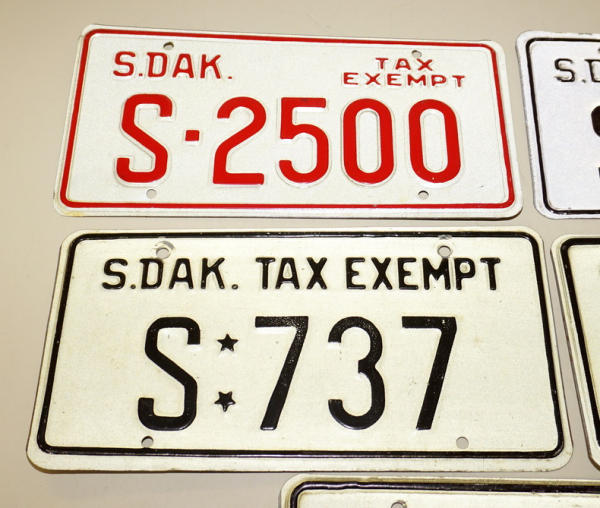 S.DAK. TAX
EXEMPT
S·2500
S.D
S.DAK. TAX EXEMPT
S⋆⋆737